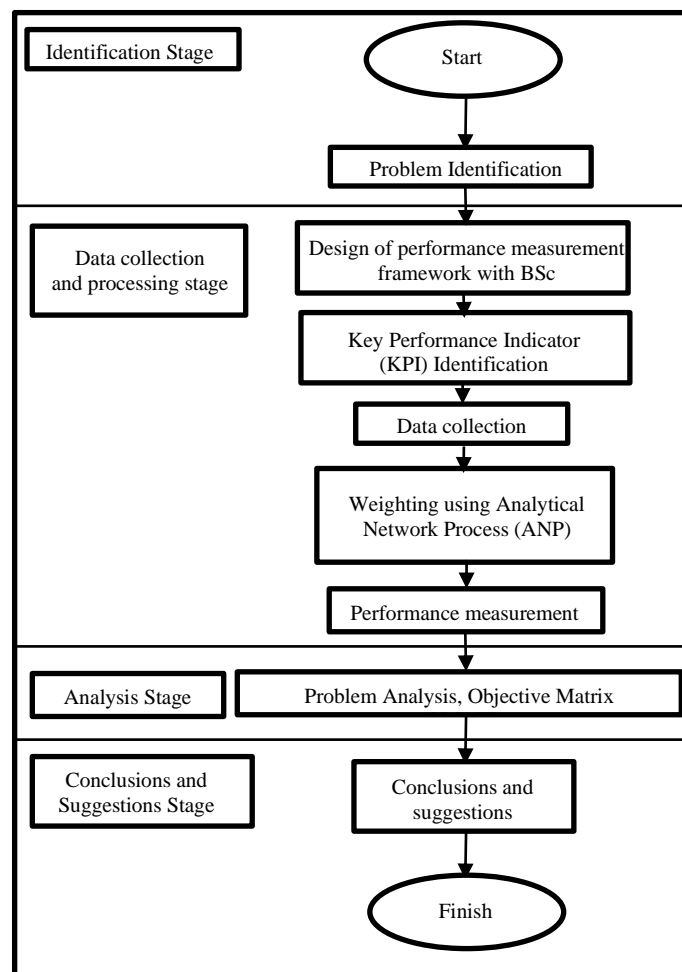 Identification Stage
Start
Problem Identification
Data collection
and processing stage
Design of performance measurement
framework with BSc
Key Performance Indicator
(KPI) Identification
Data collection
Weighting using Analytical
Network Process (ANP)
Performance measurement
Analysis Stage
Problem Analysis, Objective Matrix
Conclusions and
Suggestions Stage
Conclusions and
suggestions
Finish